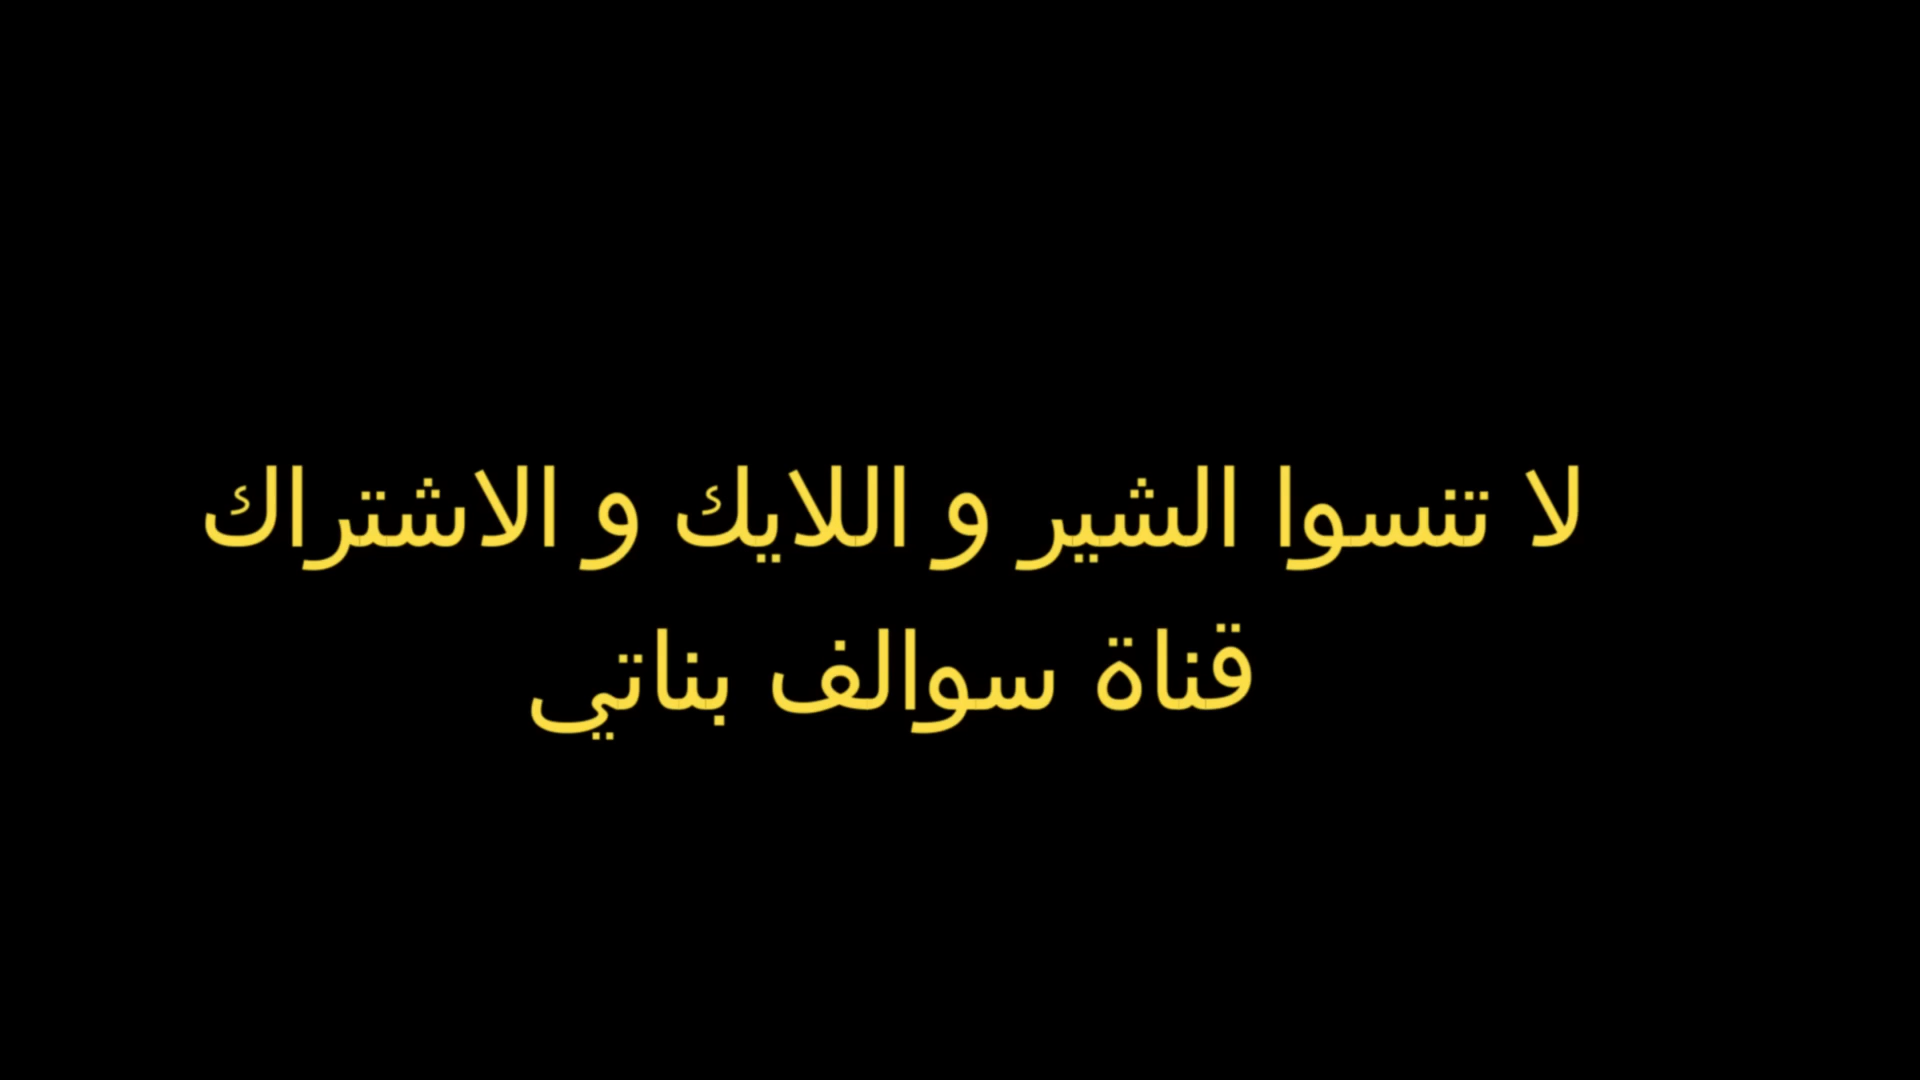 لا تنسوا الشير و اللايك و الاشتراك
قناة سوالف بناتي